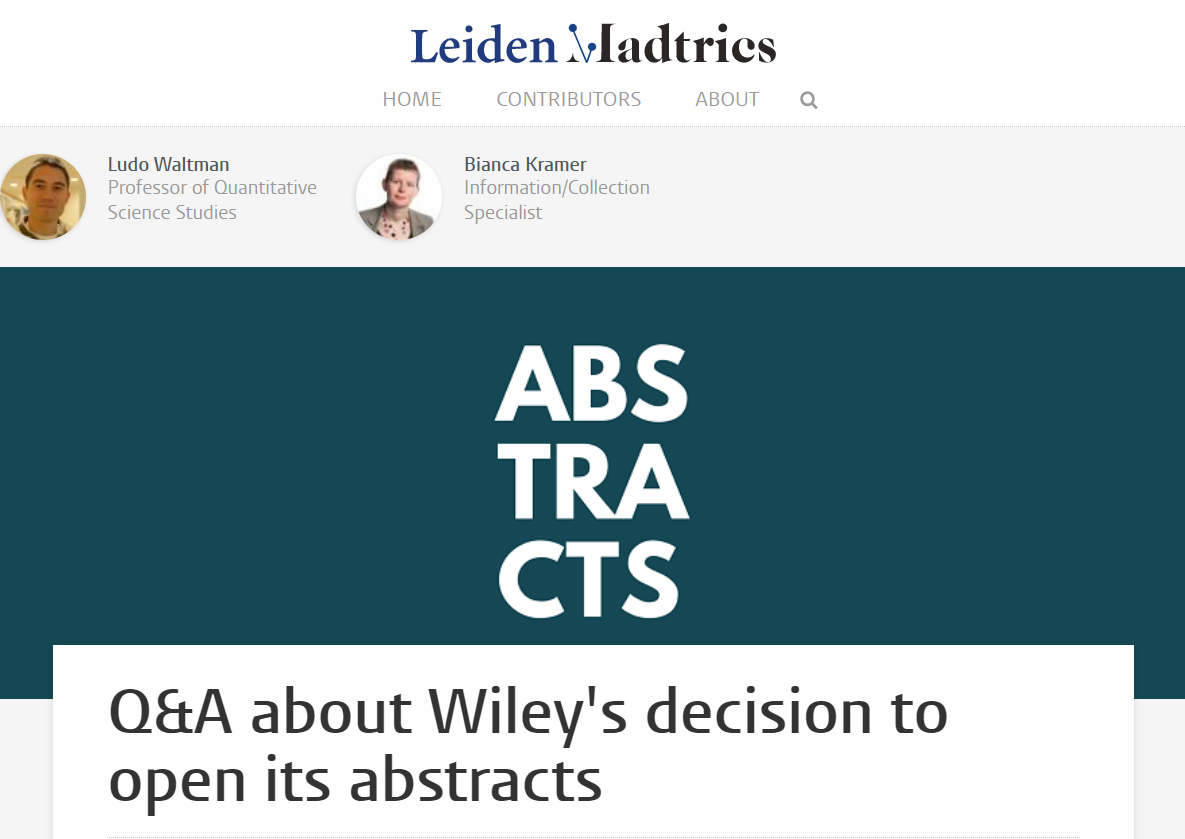 Leiden Madtrics
HOME CONTRIBUTORS ABOUT
Ludo Waltman
Professor of Quantitative
Science Studies
Bianca Kramer
Information/Collection
Specialist
ABS
TRA
CTS
Q&A about Wiley's decision to
open its abstracts